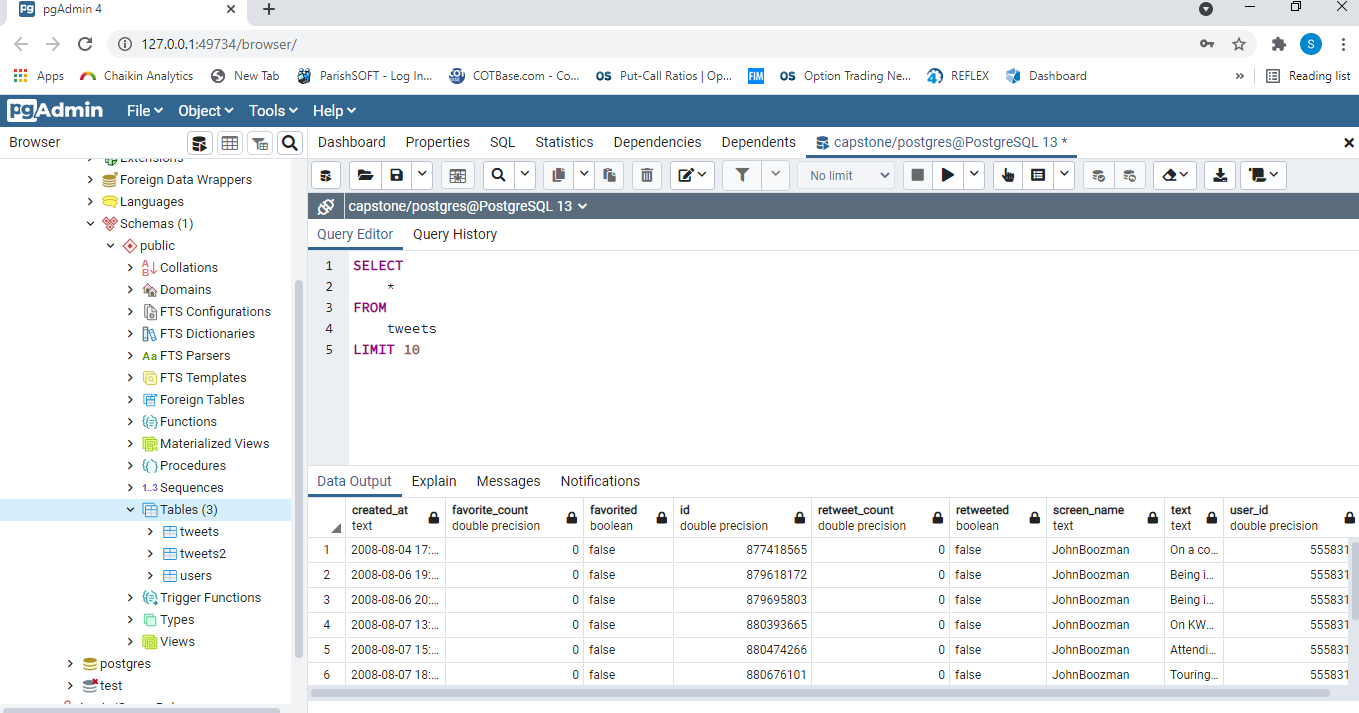 pgAdmin 4
127.0.0.1:49734/browser/
S
Apps Chaikin Analytics New Tab ParishSOFT - Log In... COTBase.com - Co... OS Put-Call Ratios | Op... FIM OS Option Trading Ne... REFLEX Dashboard » Reading list
pgAdmin File Object Tools Help
Browser
Dashboard Properties SQL Statistics Dependencies Dependents capstone/postgres@PostgreSQL 13 *
No limit
capstone/postgres@PostgreSQL 13
Query Editor Query History
Extensions
Foreign Data Wrappers
Languages
Schemas (1)
public
Collations
Domains
FTS Configurations
FTS Dictionaries
Aa FTS Parsers
FTS Templates
Foreign Tables
Functions
Materialized Views
Procedures
1..3 Sequences
Tables (3)
tweets
tweets2
users
Trigger Functions
Types
Views
postgres
test
1 SELECT
2 *
3 FROM
4 tweets
5 LIMIT 10
Data Output Explain Messages Notifications
created_at favorite_count favorited id retweet_count retweeted screen_name text user_id
text double precision boolean double precision double precision boolean text text double precision
1 2008-08-04 17:... 0 false 877418565 0 false JohnBoozman On a co... 555831
2 2008-08-06 19:... 0 false 879618172 0 false JohnBoozman Being i... 555831
3 2008-08-06 20:... 0 false 879695803 0 false JohnBoozman Being i... 555831
4 2008-08-07 13:... 0 false 880393665 0 false JohnBoozman On KW... 555831
5 2008-08-07 15:... 0 false 880474266 0 false JohnBoozman Attendi... 555831
6 2008-08-07 18:... 0 false 880676101 0 false JohnBoozman Touring... 555831